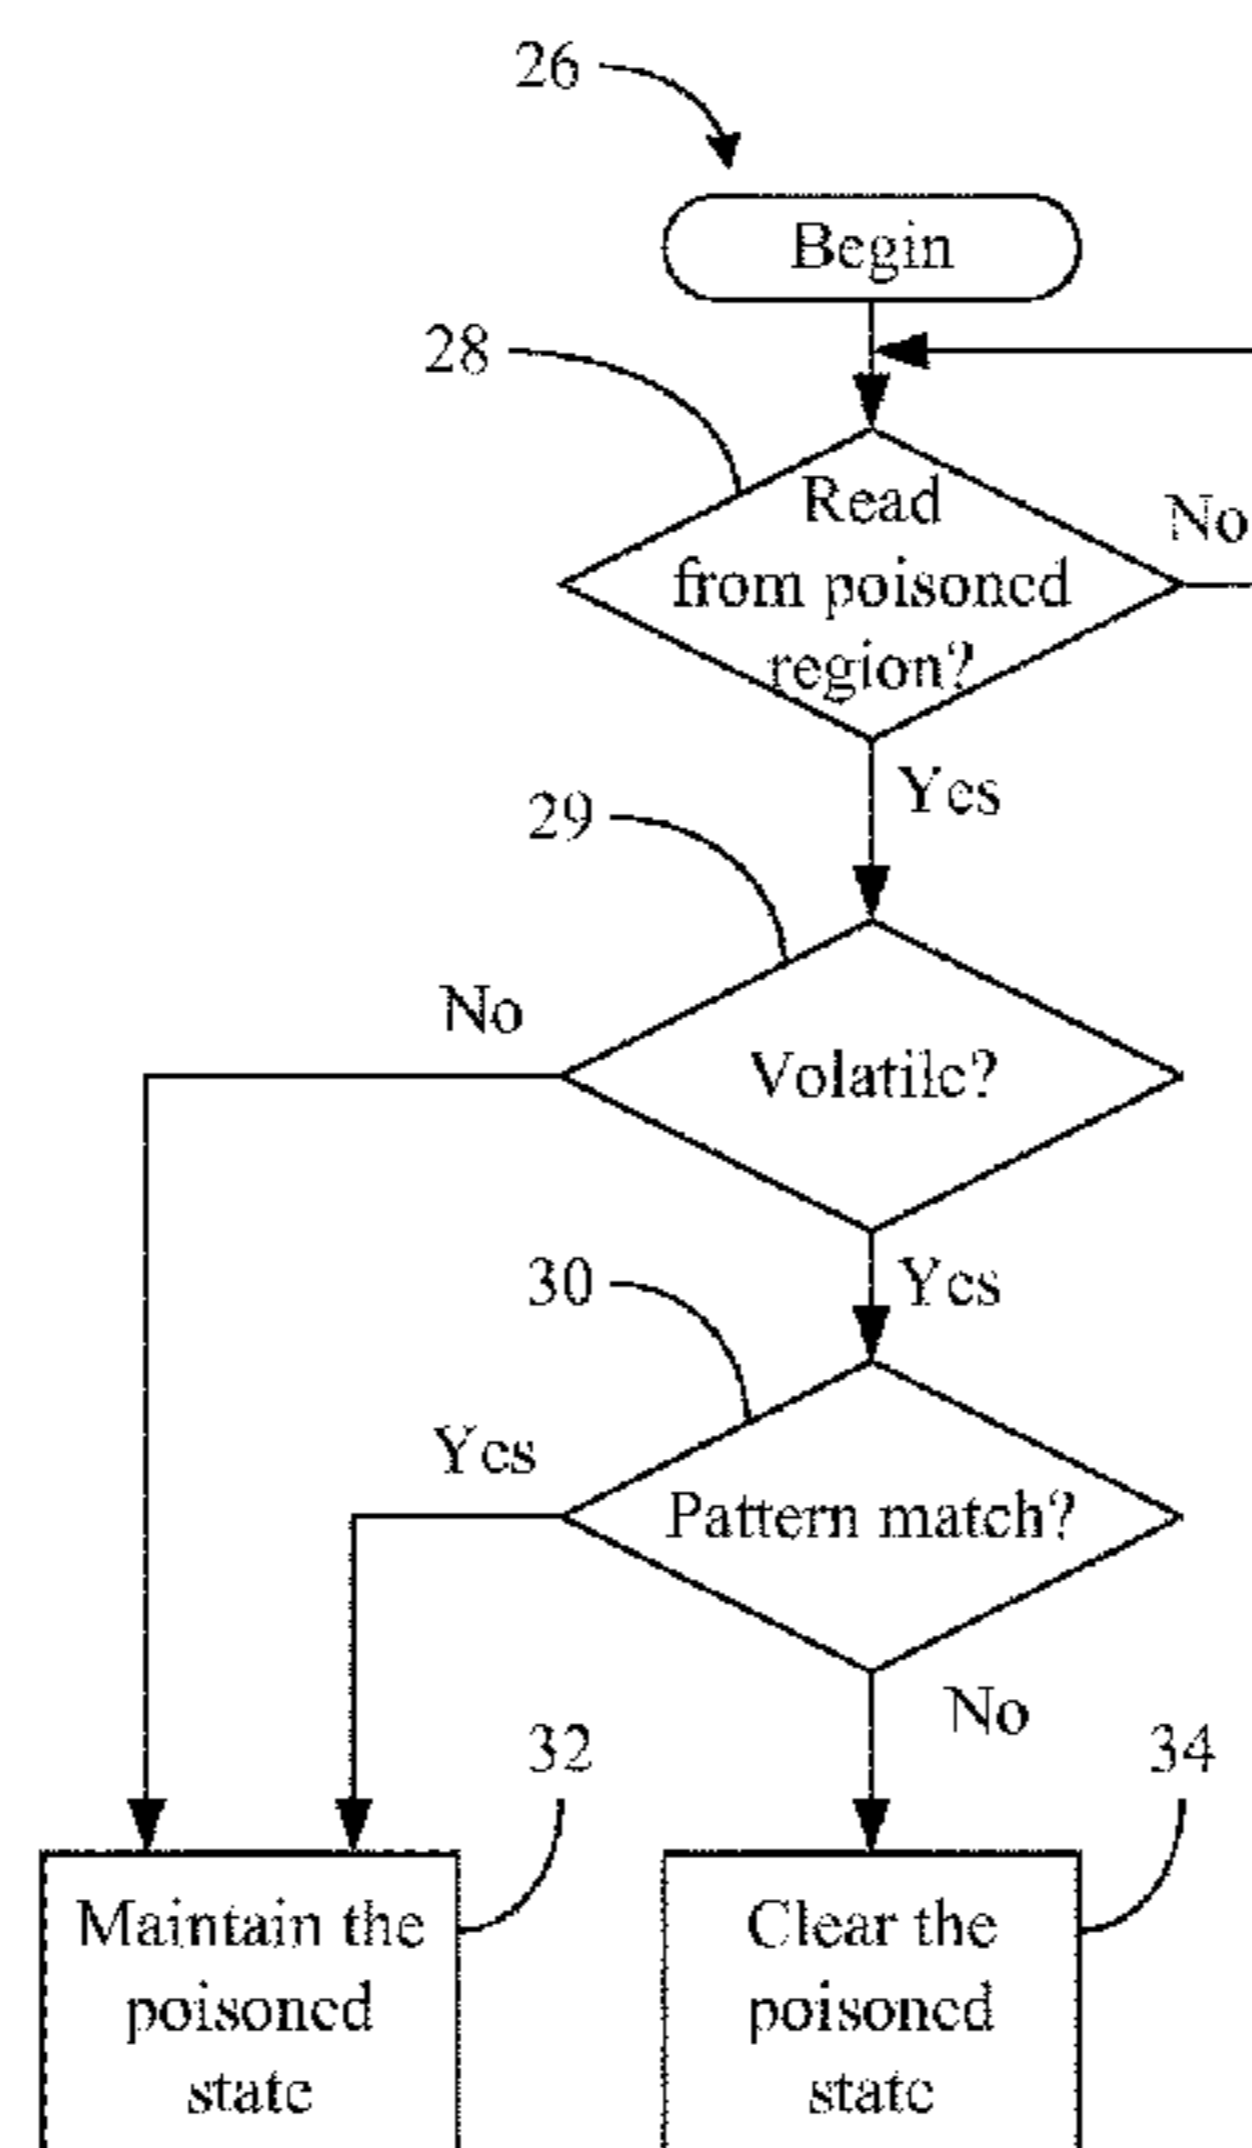 26
Begin
28
Read
from poisoned
region?
No
Yes
29
No
Volatile?
Yes
30
Yes
Pattern match?
No
32
34
Maintain the
poisoned
state
Clear the
poisoned
state